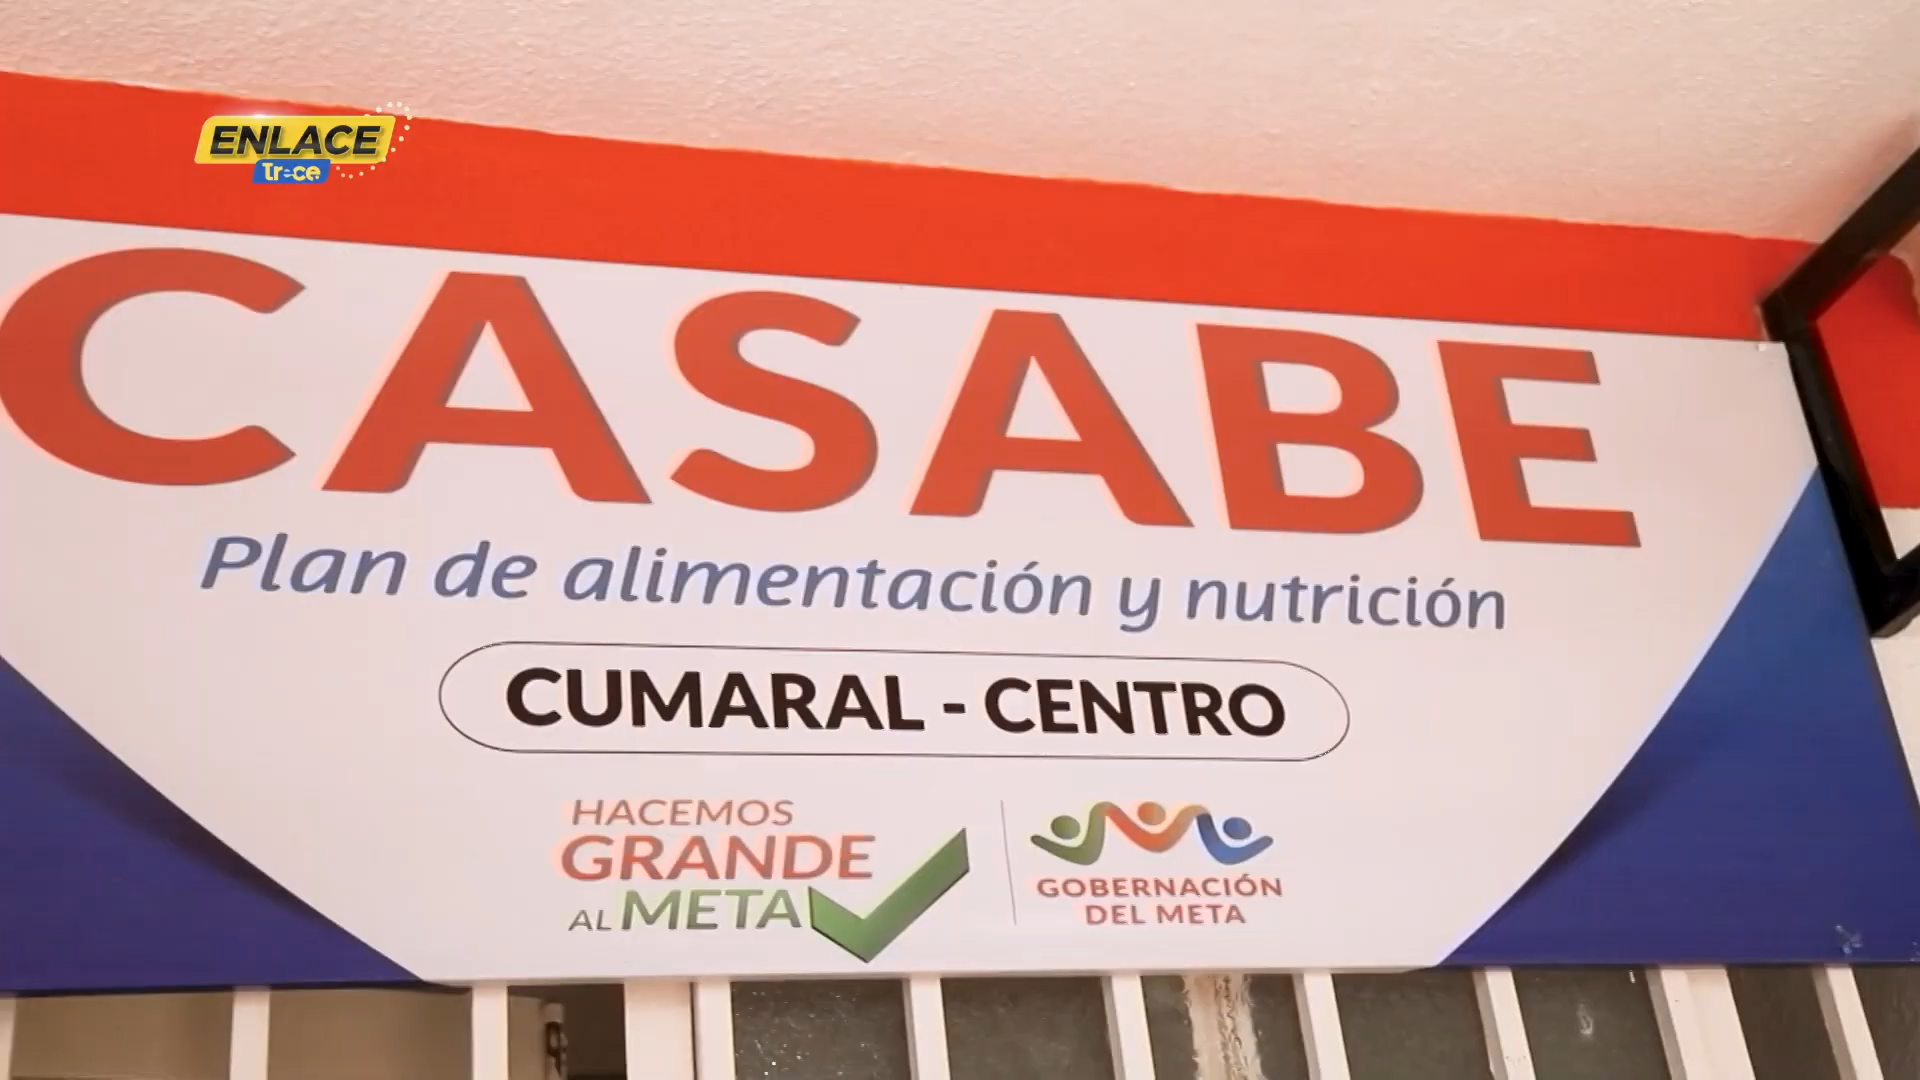 ENLACE
Trece
CASABE
Plan de alimentación y nutrición
CUMARAL - CENTRO
HACEMOS
GRANDE
AL META
GOBERNACIÓN
DEL META